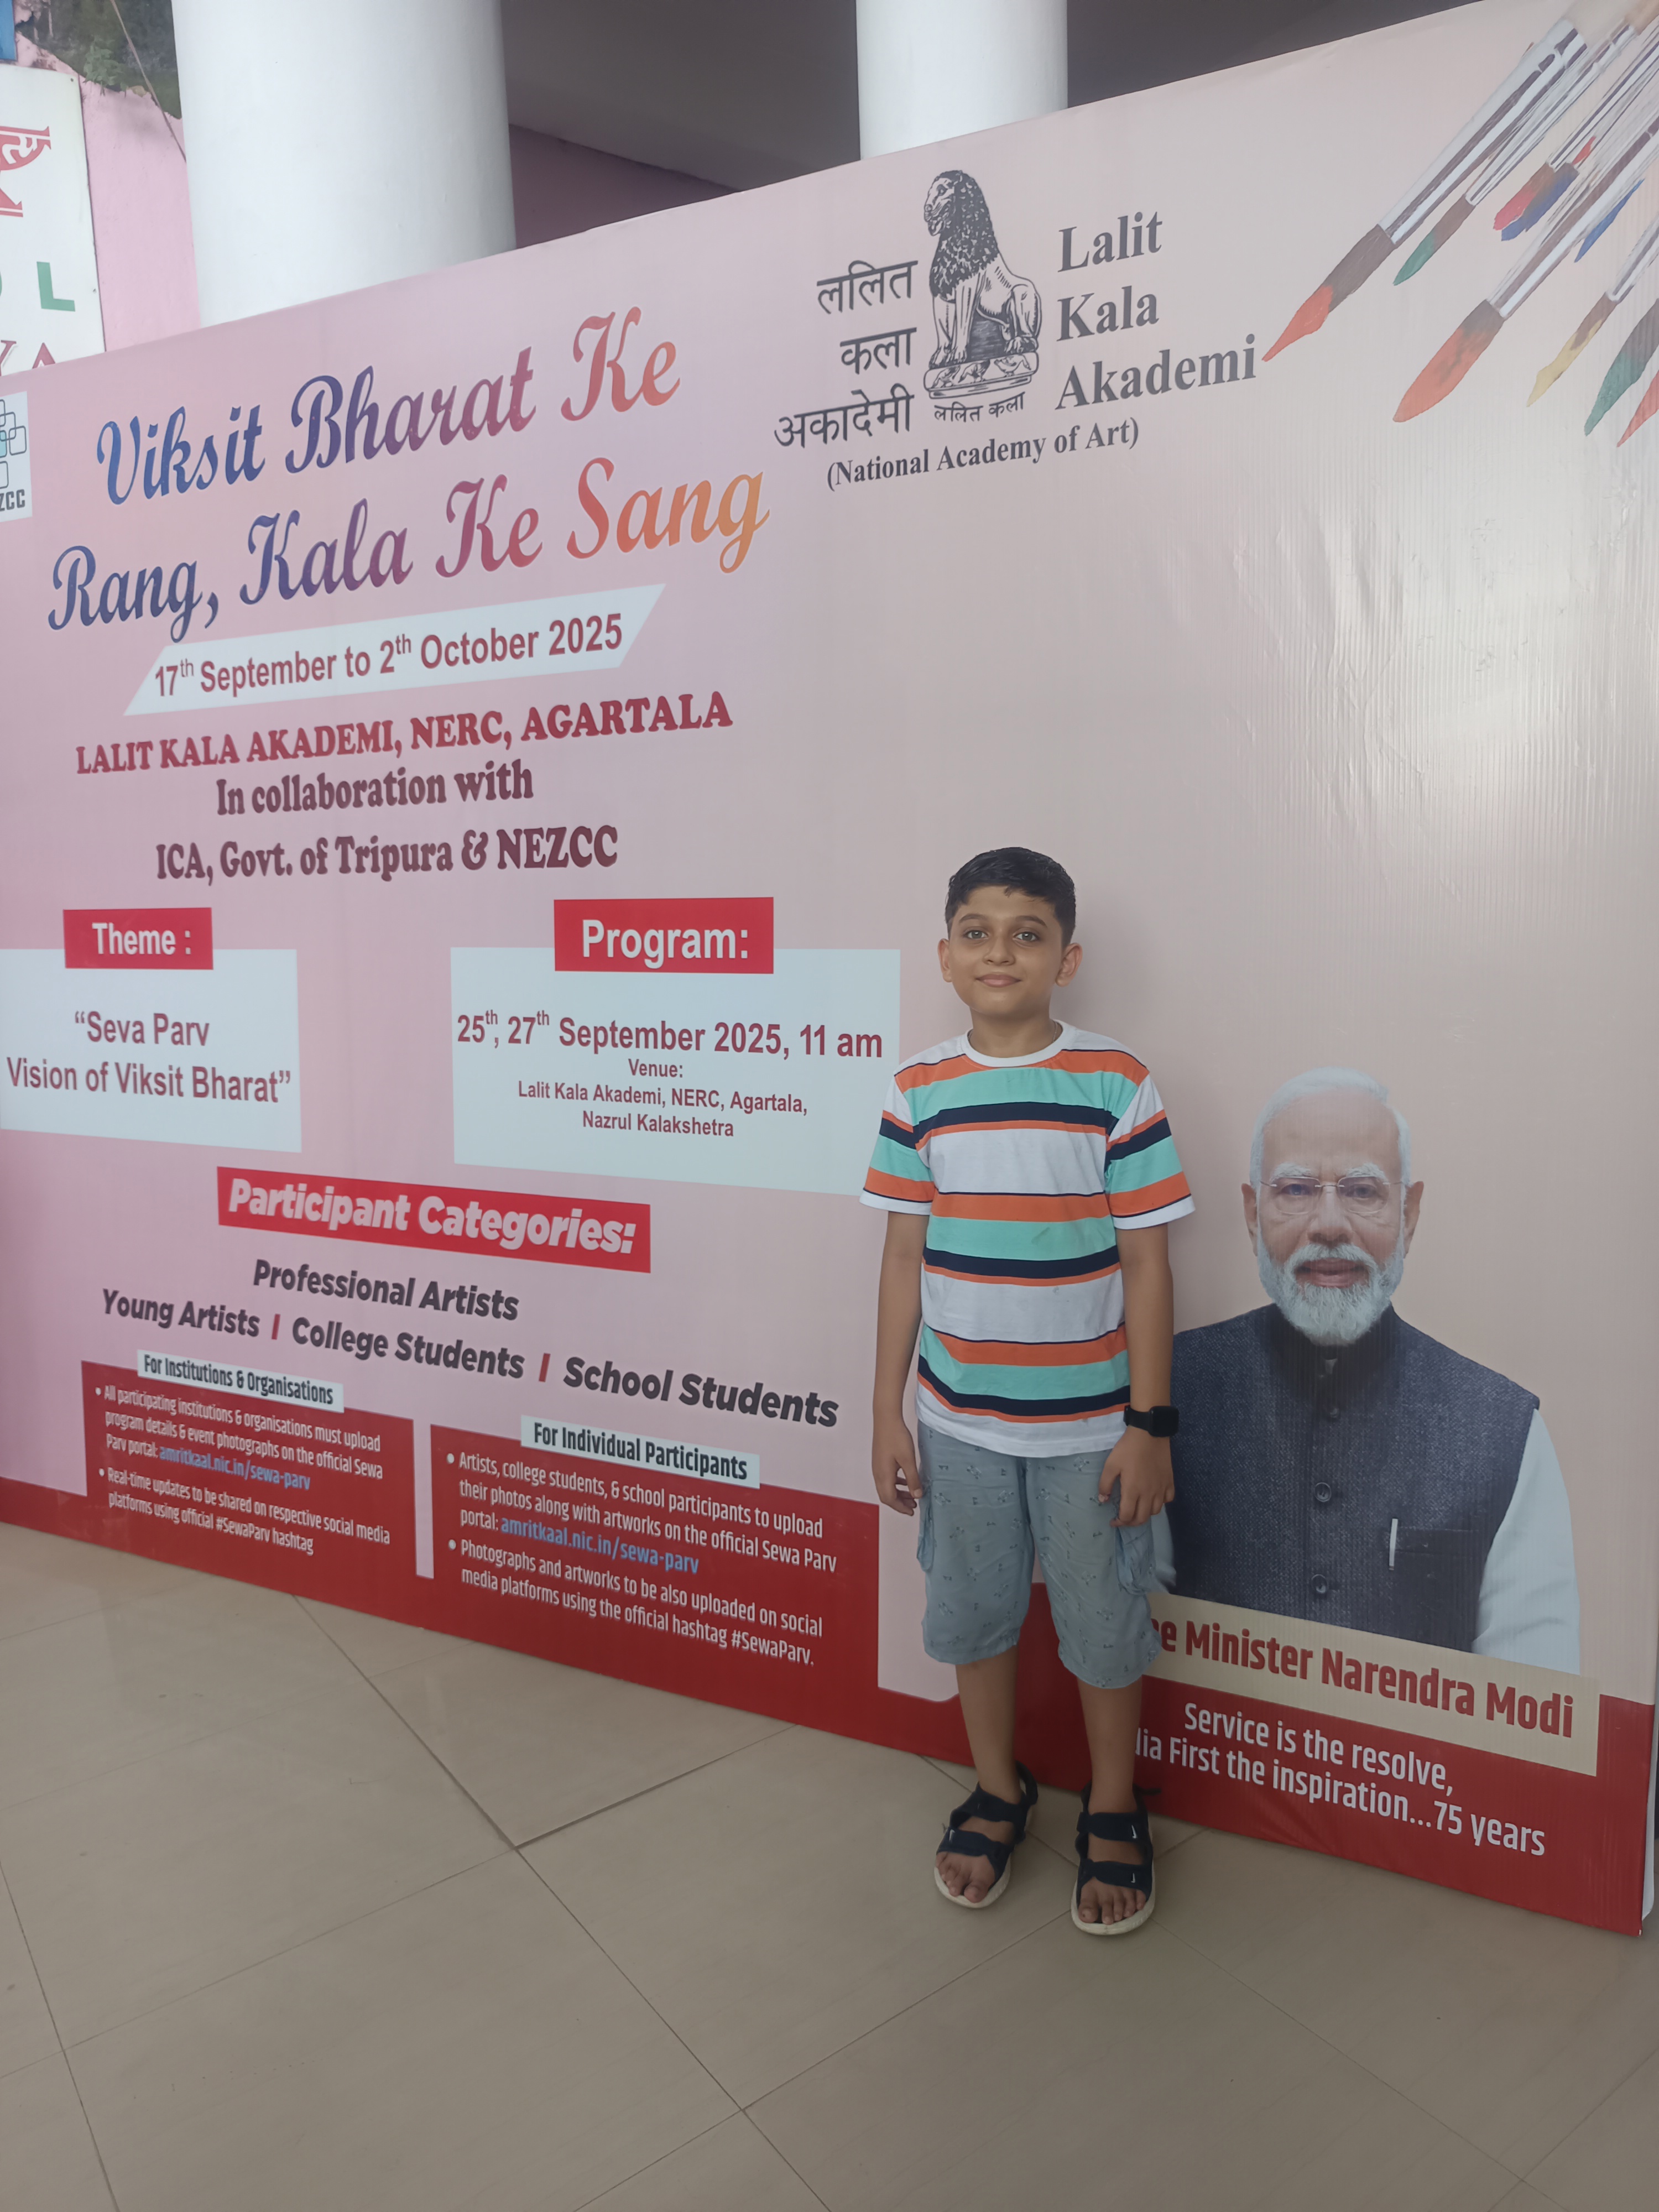 त्य
L
ZCC
Viksit Bharat Ke
Rang, Kala Ke Sang
ललित
कला
अकादेमी
ललित कला
Lalit
Kala
Akademi
(National Academy of Art)
17th September to 2th October 2025
LALIT KALA AKADEMI, NERC, AGARTALA
In collaboration with
ICA, Govt. of Tripura & NEZCC
Theme :
“Seva Parv
Vision of Viksit Bharat”
Program:
25th, 27th September 2025, 11 am
Venue:
Lalit Kala Akademi, NERC, Agartala,
Nazrul Kalakshetra
Participant Categories:
Professional Artists
Young Artists I College Students I School Students
For Institutions & Organisations
• All participating institutions & organisations must upload
program details & event photographs on the official Sewa
Parv portal: amritkaal.nic.in/sewa-parv
• Real-time updates to be shared on respective social media
platforms using official #SewaParv hashtag
For Individual Participants
• Artists, college students, & school participants to upload
their photos along with artworks on the official Sewa Parv
portal: amritkaal.nic.in/sewa-parv
• Photographs and artworks to be also uploaded on social
media platforms using the official hashtag #SewaParv.
e Minister Narendra Modi
Service is the resolve,
dia First the inspiration...75 years